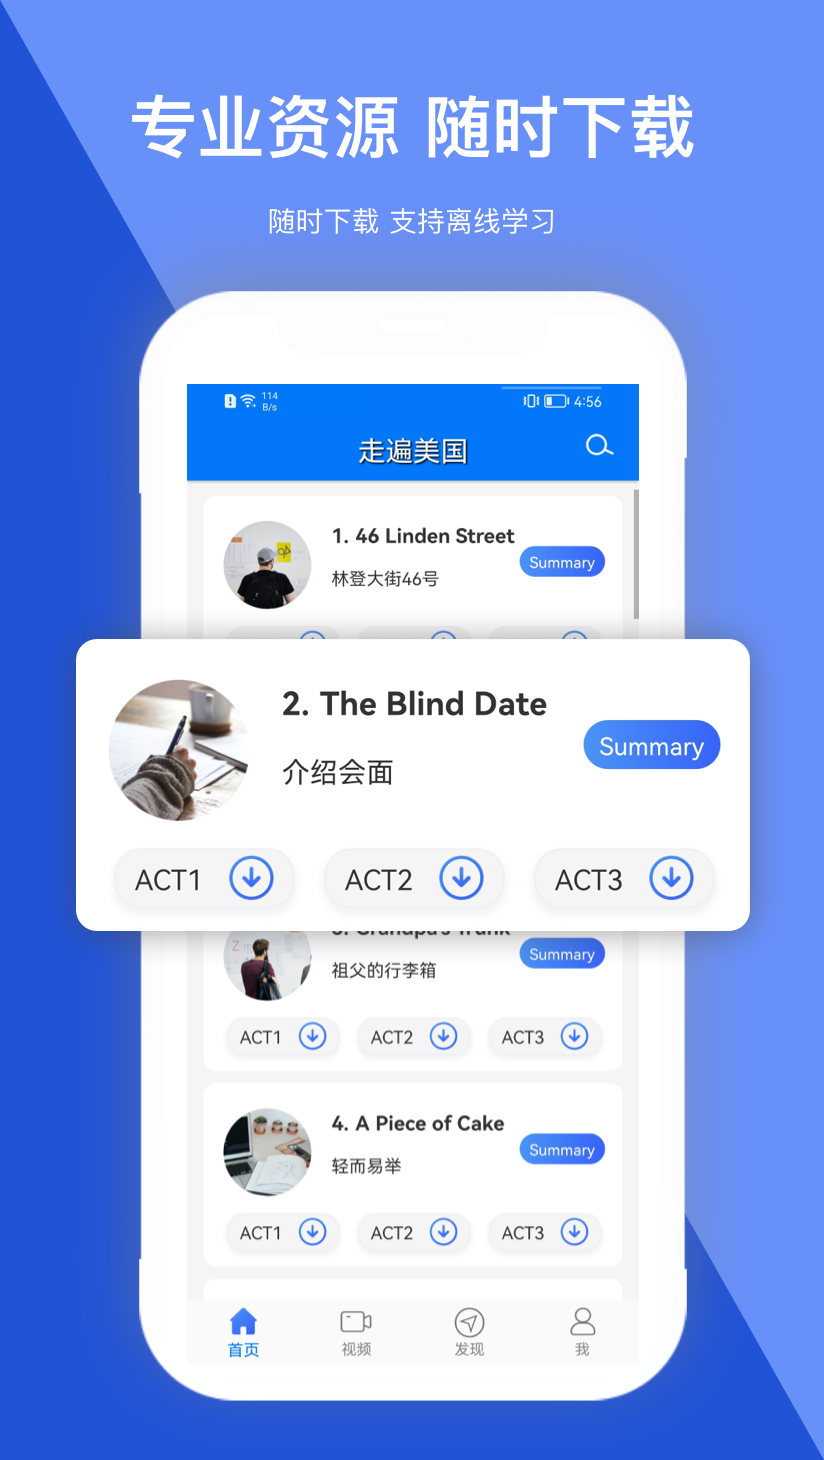 专业资源 随时下载
随时下载 支持离线学习
114
B/s
4:56
走遍美国
1. 46 Linden Street
Summary
林登大街46号
2. The Blind Date
Summary
介绍会面
ACT1 ACT2 ACT3
3. Grandpa's Trunk
Summary
祖父的行李箱
ACT1 ACT2 ACT3
4. A Piece of Cake
Summary
轻而易举
ACT1 ACT2 ACT3
首页 视频 发现 我